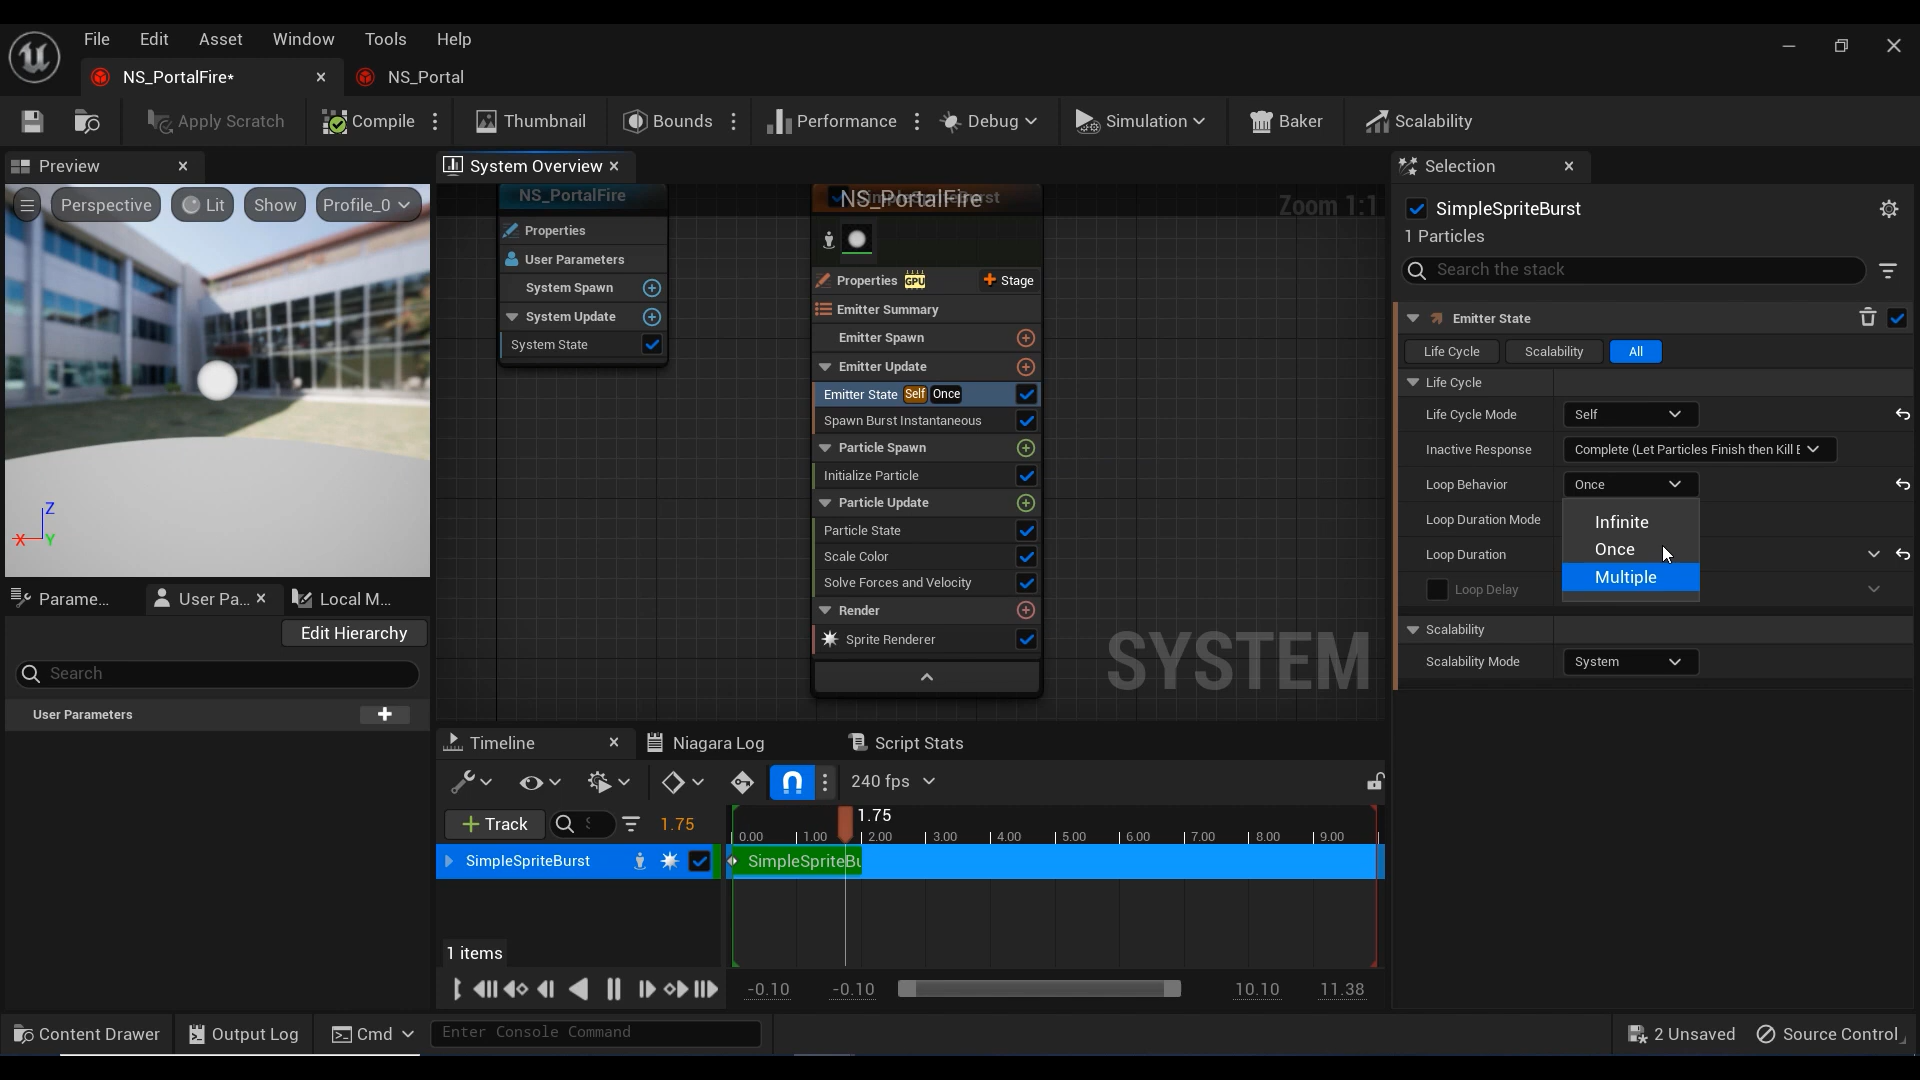 File Edit Asset Window Tools Help
NS_PortalFire* NS_Portal
Apply Scratch Compile Thumbnail Bounds Performance Debug Simulation Baker Scalability
Preview
Perspective Lit Show Profile_0
Z
X Y
Parame... User Pa... Local M...
Edit Hierarchy
Search
User Parameters
System Overview
NS_PortalFire
Properties
User Parameters
System Spawn
System Update
System State
NS_PortalFire
Zoom 1:1
Properties GPU Stage
Emitter Summary
Emitter Spawn
Emitter Update
Emitter State Self Once
Spawn Burst Instantaneous
Particle Spawn
Initialize Particle
Particle Update
Particle State
Scale Color
Solve Forces and Velocity
Render
Sprite Renderer
SYSTEM
Timeline Niagara Log Script Stats
240 fps
Track 1.75
1.75
0.00 1.00 2.00 3.00 4.00 5.00 6.00 7.00 8.00 9.00
SimpleSpriteBurst SimpleSpriteBu
1 items
-0.10 -0.10 10.10 11.38
Selection
SimpleSpriteBurst
1 Particles
Search the stack
Emitter State
Life Cycle Scalability All
Life Cycle
Life Cycle Mode Self
Inactive Response Complete (Let Particles Finish then Kill E
Loop Behavior Once
Infinite
Once
Multiple
Loop Duration Mode
Loop Duration
Loop Delay
Scalability
Scalability Mode System
Content Drawer Output Log Cmd Enter Console Command 2 Unsaved Source Control